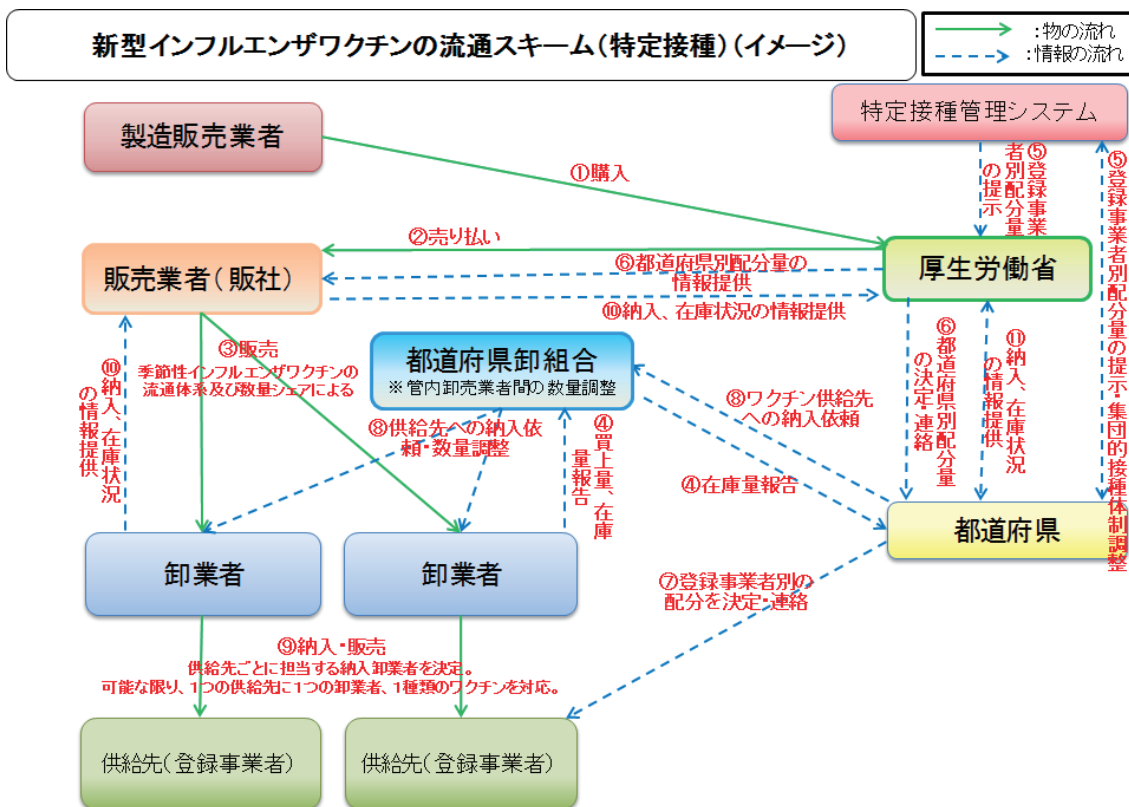 新型インフルエンザワクチンの流通スキーム（特定接種）（イメージ）
：物の流れ
：情報の流れ
特定接種管理システム
製造販売業者
①購入
⑤登録事業
者別配分量
の提示
⑤登録事業者別配分量の提示・集団的接種体制調整
②売り払い
販売業者（販社）
厚生労働省
⑥都道府県別配分量の
情報提供
⑩納入、在庫状況の情報提供
③販売
季節性インフルエンザワクチンの
流通体系及び数量シェアによる
都道府県卸組合
※管内卸売業者間の数量調整
⑥都道府県別配分量
の決定・連絡
⑪納入、在庫状況
の情報提供
⑩納入、在庫状況
の情報提供
⑧ワクチン供給先
への納入依頼
⑧供給先への納入依
頼・数量調整
④買上量、在庫
量報告
④在庫量報告
都道府県
卸業者
卸業者
⑦登録事業者別の
配分を決定・連絡
⑨納入・販売
供給先ごとに担当する納入卸業者を決定。
可能な限り、1つの供給先に1つの卸業者、1種類のワクチンを対応。
供給先（登録事業者）
供給先（登録事業者）